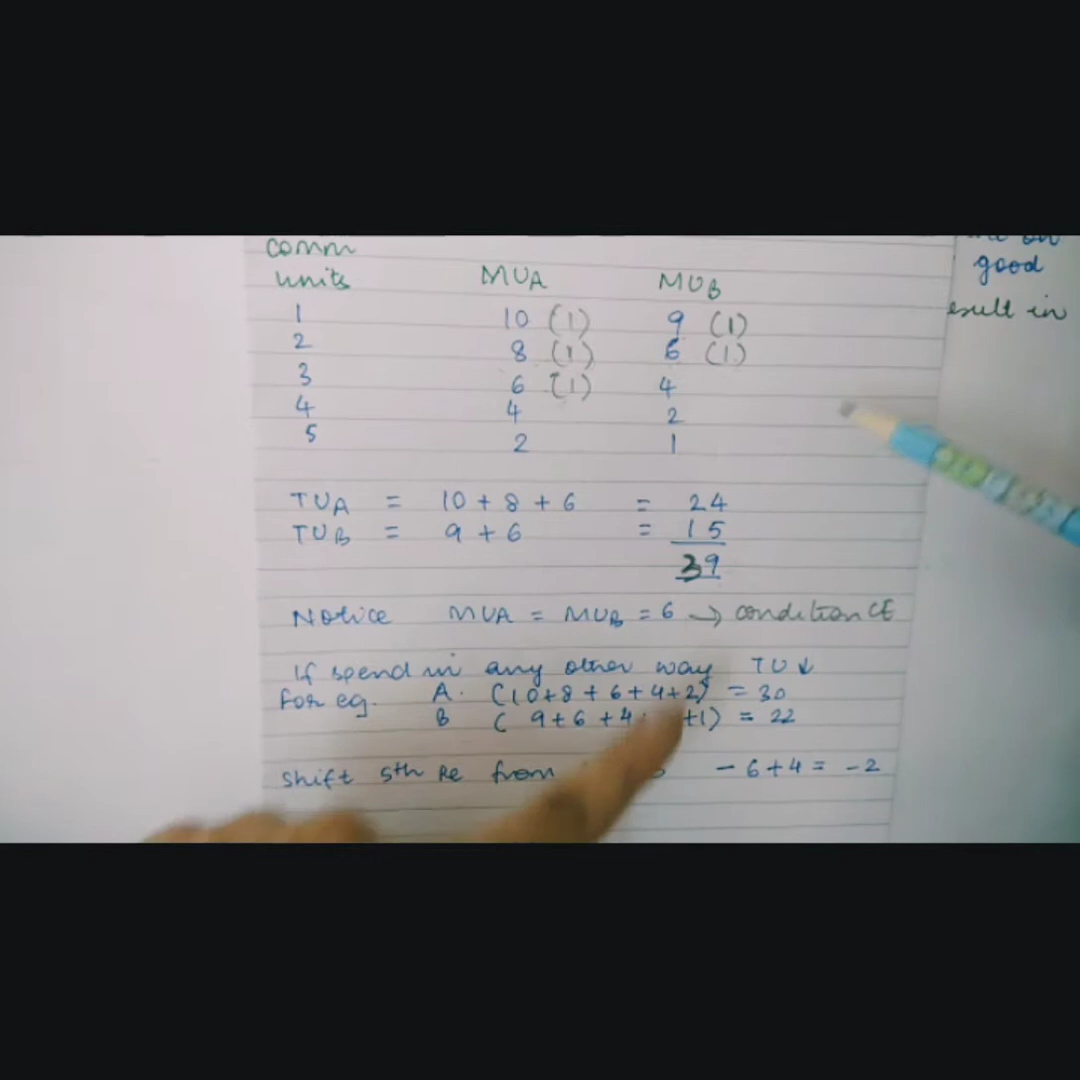 comm
units MUA MUB
1 10 (1) 9 (1)
2 8 (1) 6 (1)
3 6 (1) 4
4 4 2
5 2 1
TUA = 10 + 8 + 6 = 24
TUB = 9 + 6 = 15
39
Notice MUA = MUB = 6 → condition CE
If spend in any other way TU ↓
For eg. A. (10+8+6+4+2) = 30
B ( 9+6+4 +1) = 22
Shift 5th Re from - 6+4 = -2
on
good
esult in